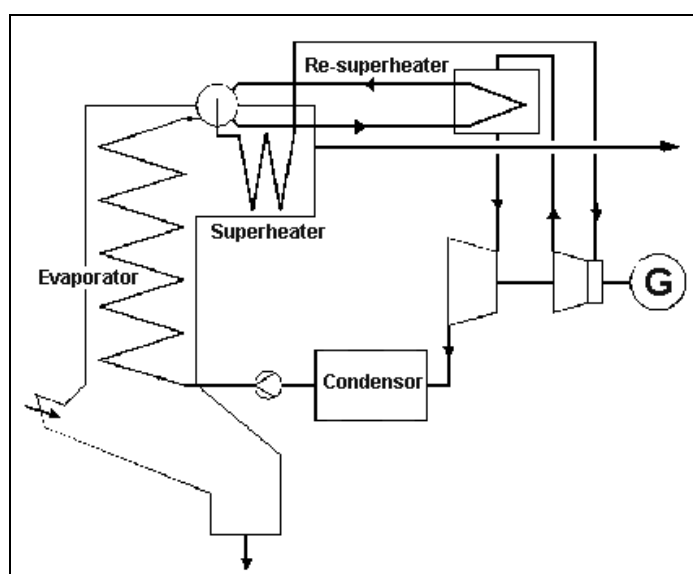 Re-superheater
Superheater
Evaporator
G
Condensor